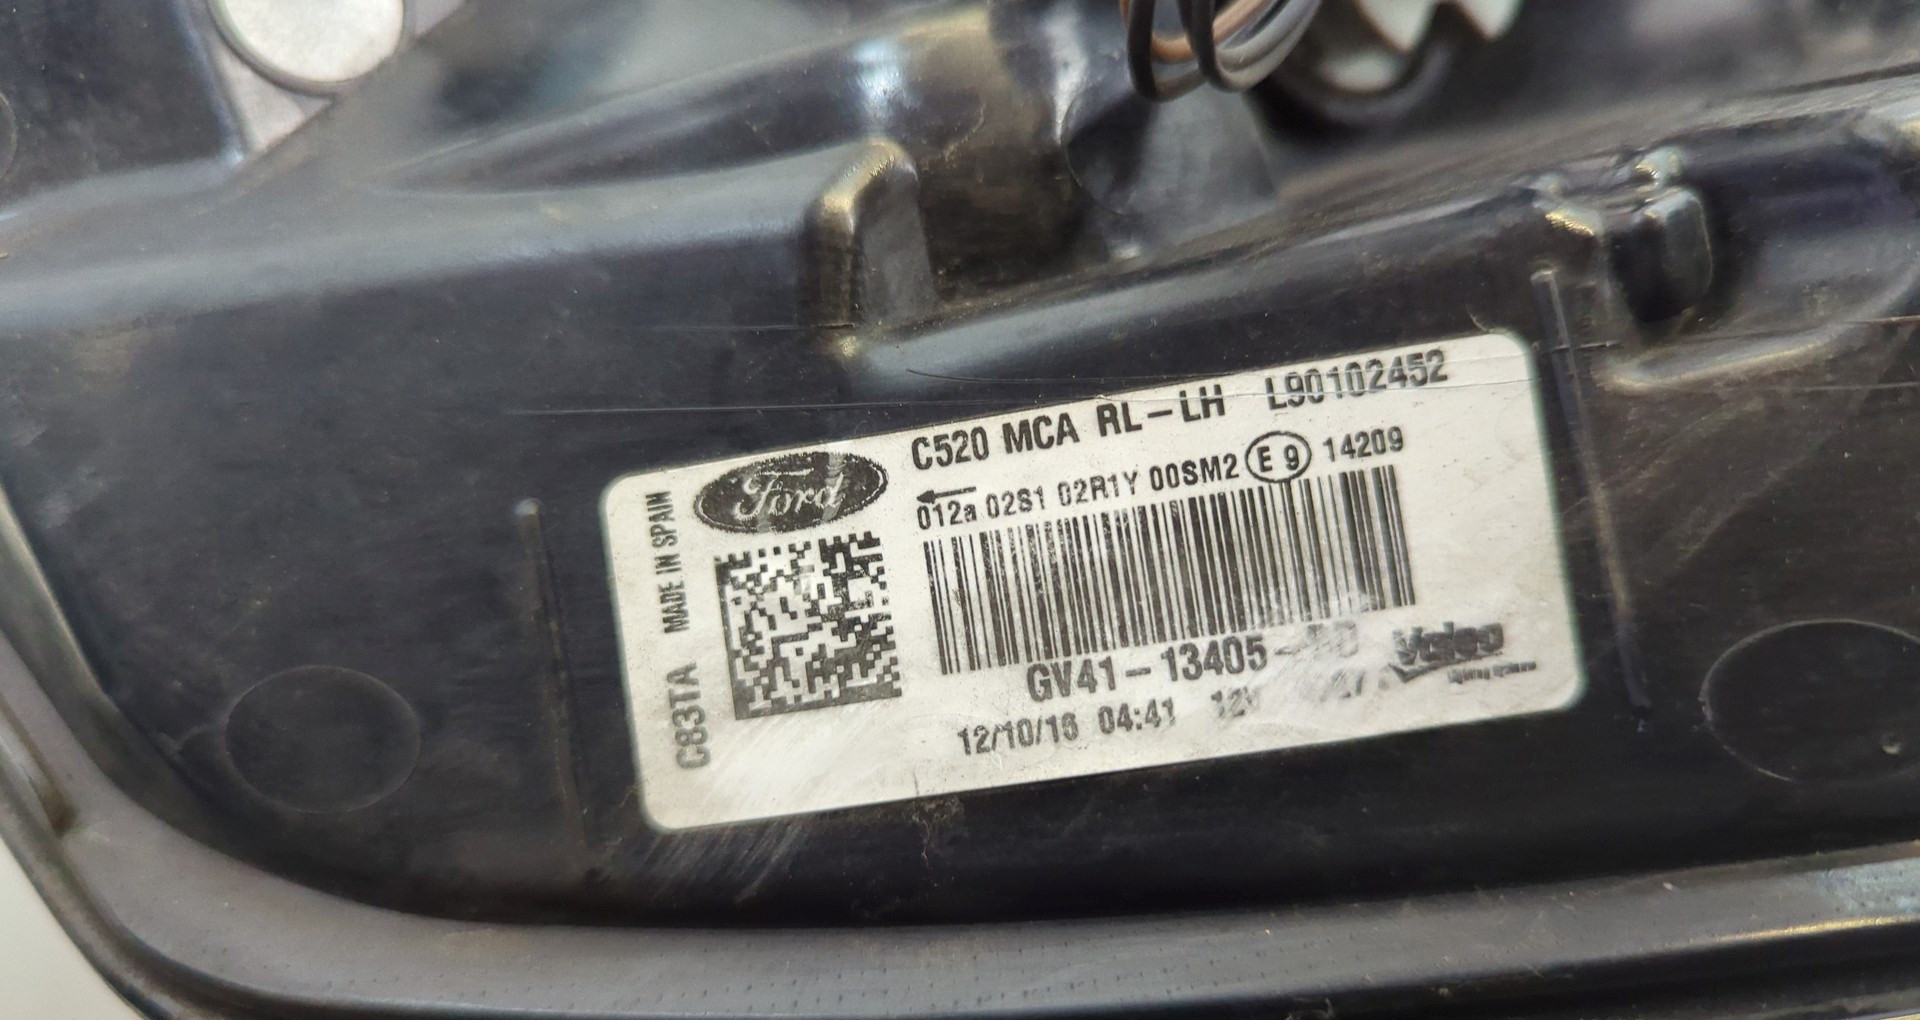 C520 MCA RL-LH L90102452
Ford
← 012a 02S1 02R1Y 00SM2 E 9 14209
MADE IN SPAIN
C83TA
GV41-13405-
Valeo
12/10/16 04:41